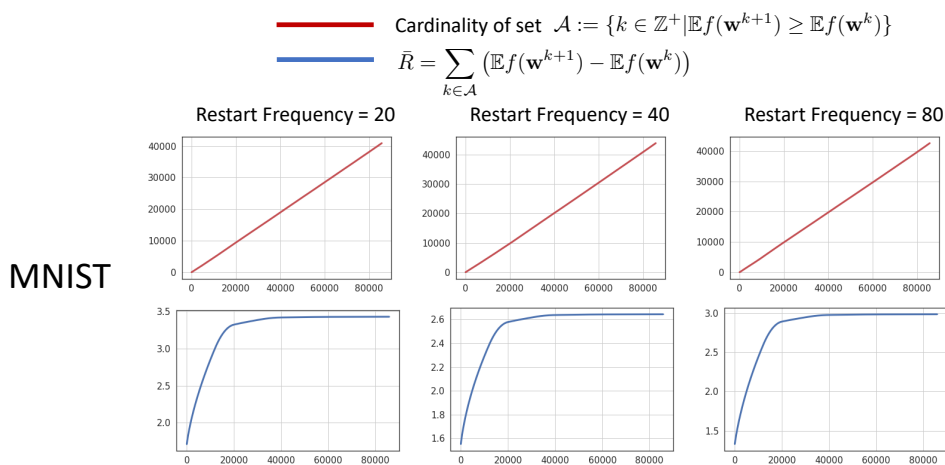 Cardinality of set 𝒜 := {k ∈ ℤ⁺|𝔼f(𝐰ᵏ⁺¹) ≥ 𝔼f(𝐰ᵏ)}
R̄ = ∑ₖ∈𝒜 (𝔼f(𝐰ᵏ⁺¹) − 𝔼f(𝐰ᵏ))
Restart Frequency = 20
Restart Frequency = 40
Restart Frequency = 80
MNIST
40000
30000
20000
10000
0
0 20000 40000 60000 80000
40000
30000
20000
10000
0
0 20000 40000 60000 80000
40000
30000
20000
10000
0
0 20000 40000 60000 80000
3.5
3.0
2.5
2.0
0 20000 40000 60000 80000
2.6
2.4
2.2
2.0
1.8
1.6
0 20000 40000 60000 80000
3.0
2.5
2.0
1.5
0 20000 40000 60000 80000